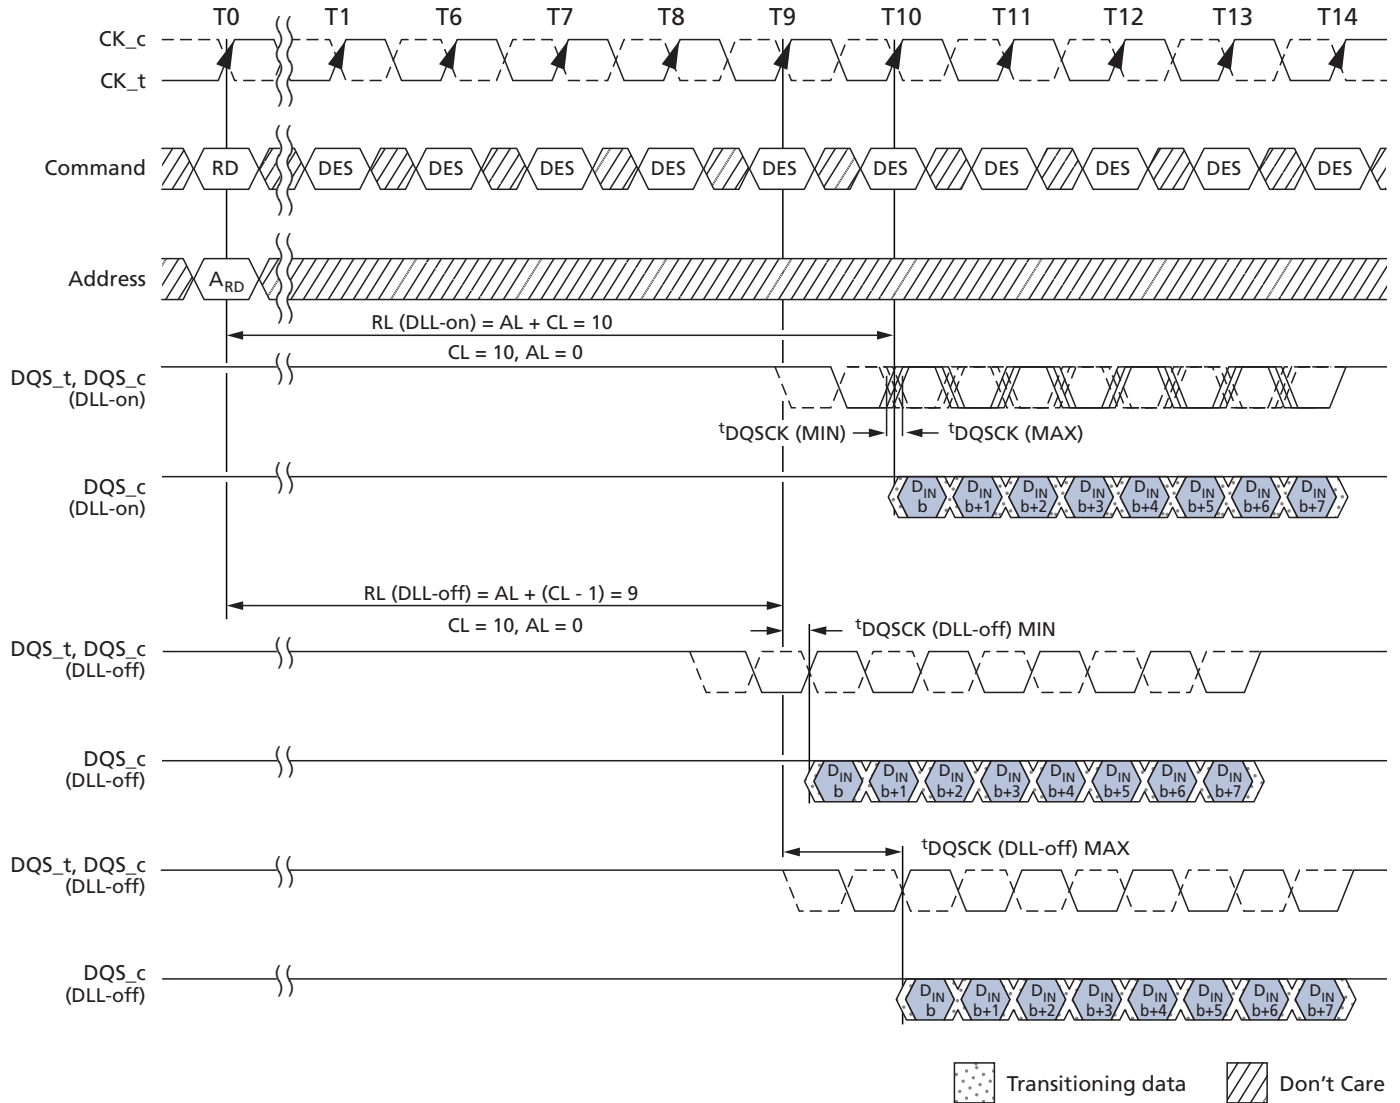 T0 T1 T6 T7 T8 T9 T10 T11 T12 T13 T14
CK_c
CK_t
Command RD DES DES DES DES DES DES DES DES DES DES
Address ARD
RL (DLL-on) = AL + CL = 10
CL = 10, AL = 0
DQS_t, DQS_c
(DLL-on)
tDQSCK (MIN) tDQSCK (MAX)
DQS_c
(DLL-on)
DIN DIN DIN DIN DIN DIN DIN DIN
b b+1 b+2 b+3 b+4 b+5 b+6 b+7
RL (DLL-off) = AL + (CL - 1) = 9
CL = 10, AL = 0
tDQSCK (DLL-off) MIN
DQS_t, DQS_c
(DLL-off)
DQS_c
(DLL-off)
DIN DIN DIN DIN DIN DIN DIN DIN
b b+1 b+2 b+3 b+4 b+5 b+6 b+7
tDQSCK (DLL-off) MAX
DQS_t, DQS_c
(DLL-off)
DQS_c
(DLL-off)
DIN DIN DIN DIN DIN DIN DIN DIN
b b+1 b+2 b+3 b+4 b+5 b+6 b+7
Transitioning data Don't Care